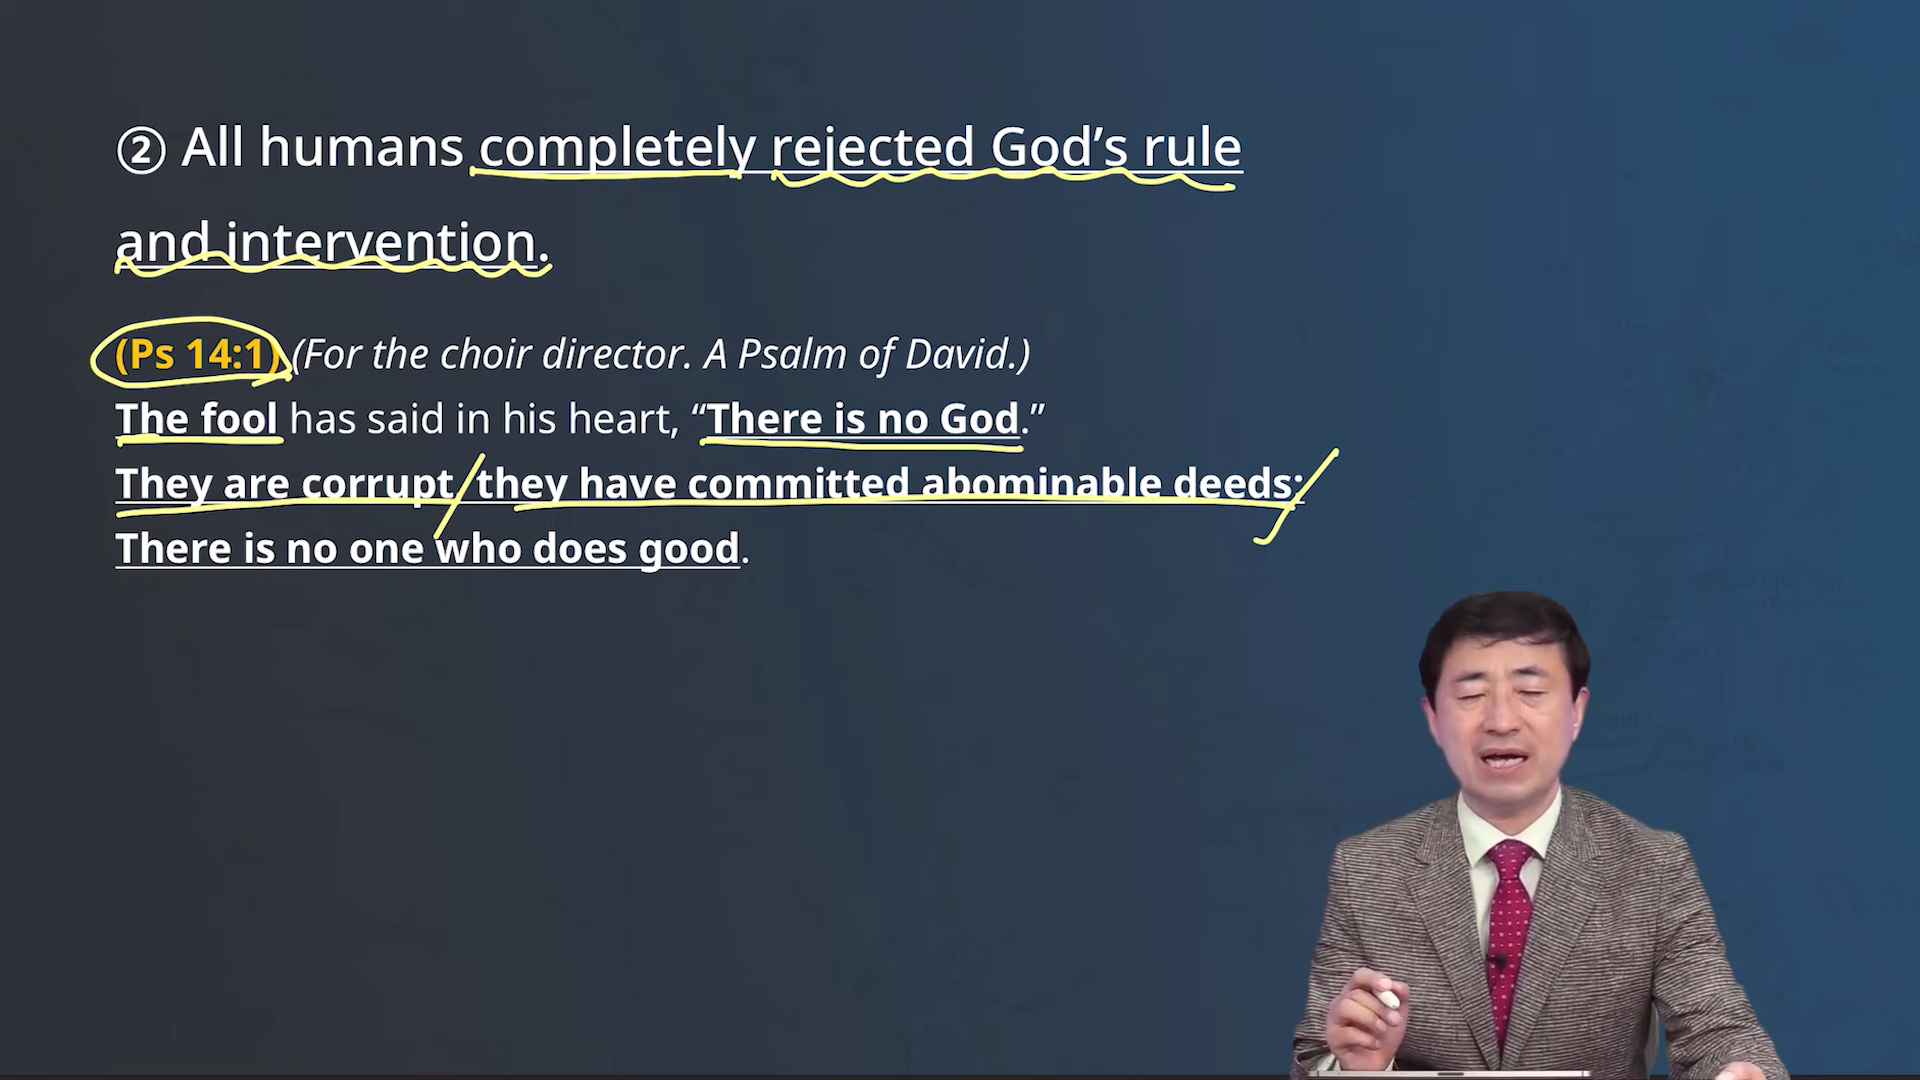 ② All humans completely rejected God’s rule
and intervention.
(Ps 14:1) (For the choir director. A Psalm of David.)
The fool has said in his heart, “There is no God.”
They are corrupt, they have committed abominable deeds;
There is no one who does good.